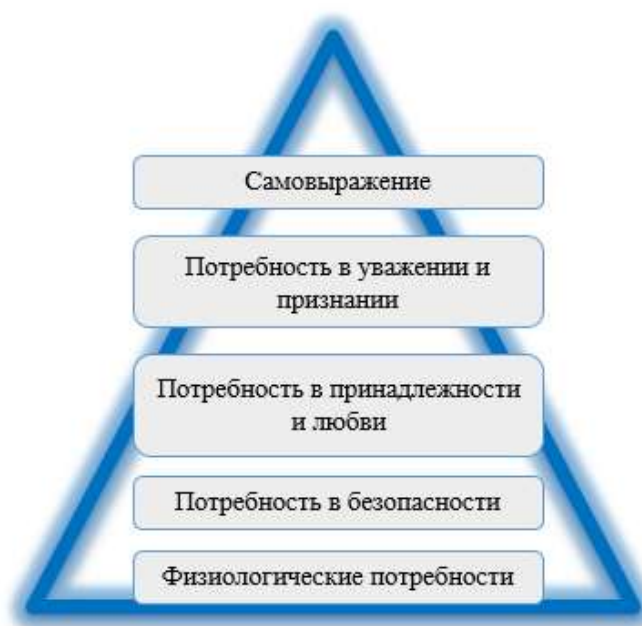 Самовыражение
Потребность в уважении и
признании
Потребность в принадлежности
и любви
Потребность в безопасности
Физиологические потребности